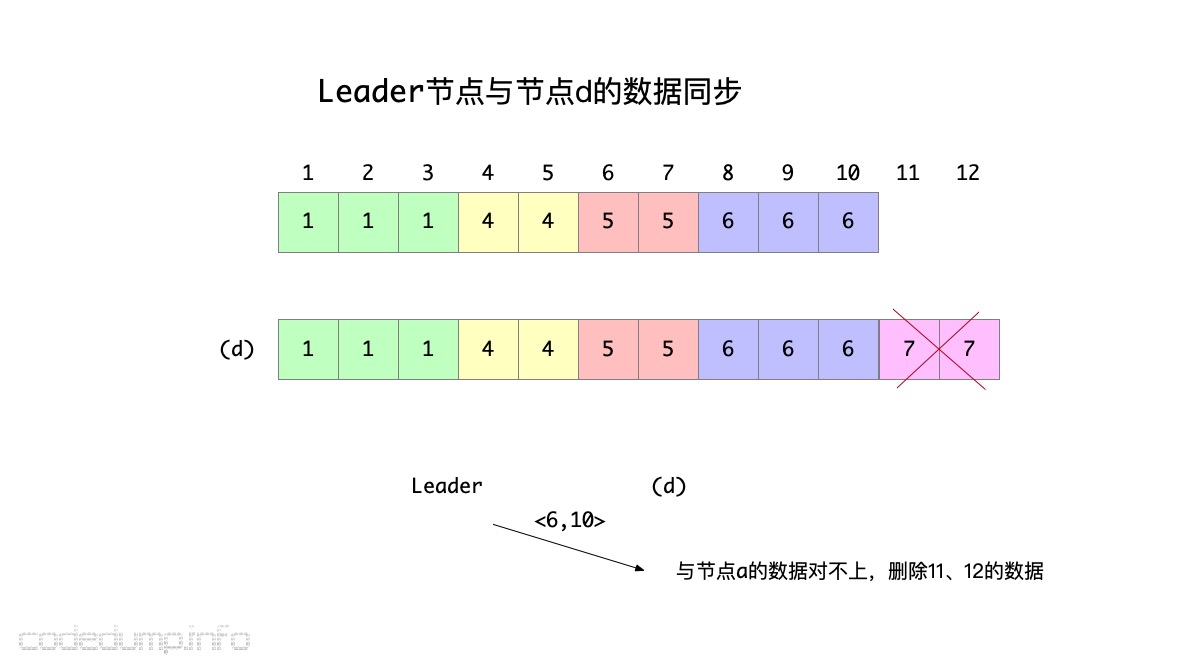 Leader节点与节点d的数据同步
1 2 3 4 5 6 7 8 9 10 11 12
1 1 1 4 4 5 5 6 6 6
(d) 1 1 1 4 4 5 5 6 6 6 7 7
Leader (d)
<6,10>
与节点a的数据对不上，删除11、12的数据
codedump.info